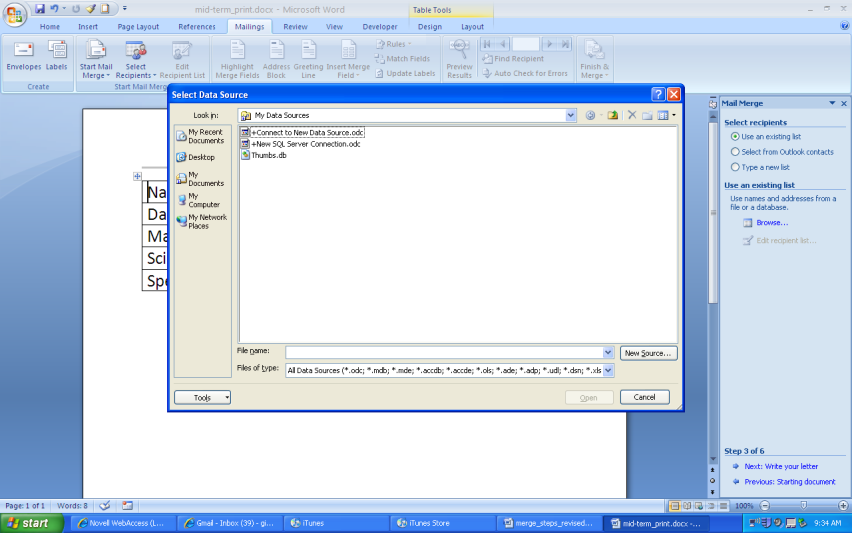 mid-term_print.docx - Microsoft Word
Table Tools
Home Insert Page Layout References Mailings Review View Developer Design Layout
Envelopes Labels
Create
Start Mail Merge
Select Recipients
Edit Recipient List
Start Mail Merg
Highlight Merge Fields
Address Block
Greeting Line
Insert Merge Field
Rules
Match Fields
Update Labels
Preview Results
Find Recipient
Auto Check for Errors
Finish & Merge
Select Data Source
Look in: My Data Sources
My Recent Documents
Desktop
My Documents
My Computer
My Network Places
+Connect to New Data Source.odc
+New SQL Server Connection.odc
Thumbs.db
File name:
New Source...
Files of type: All Data Sources (*.odc; *.mdb; *.mde; *.accdb; *.accde; *.ols; *.ade; *.adp; *.udl; *.dsn; *.xls
Tools Open Cancel
Na
Da
Ma
Sci
Spe
Mail Merge
Select recipients
Use an existing list
Select from Outlook contacts
Type a new list
Use an existing list
Use names and addresses from a
file or a database.
Browse...
Edit recipient list...
Step 3 of 6
Next: Write your letter
Previous: Starting document
Page: 1 of 1 Words: 8 100%
start Novell WebAccess (L... Gmail - Inbox (39) - gi... iTunes iTunes Store merge_steps_revised... mid-term_print.docx -... 9:34 AM